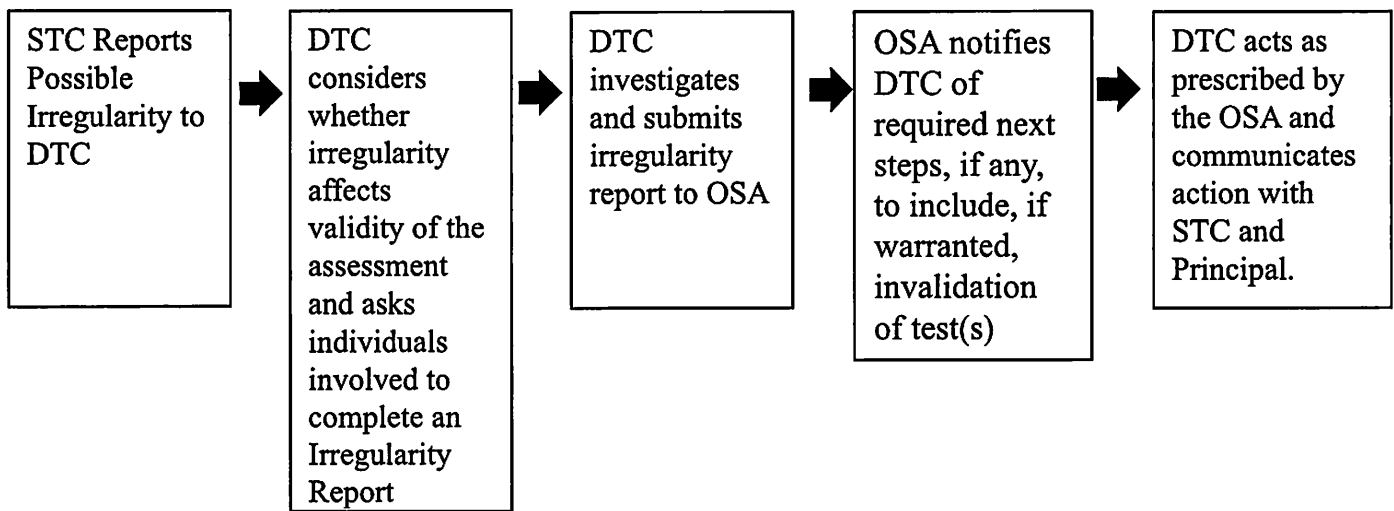 STC Reports
Possible
Irregularity to
DTC
DTC
considers
whether
irregularity
affects
validity of the
assessment
and asks
individuals
involved to
complete an
Irregularity
Report
DTC
investigates
and submits
irregularity
report to OSA
OSA notifies
DTC of
required next
steps, if any,
to include, if
warranted,
invalidation
of test(s)
DTC acts as
prescribed by
the OSA and
communicates
action with
STC and
Principal.